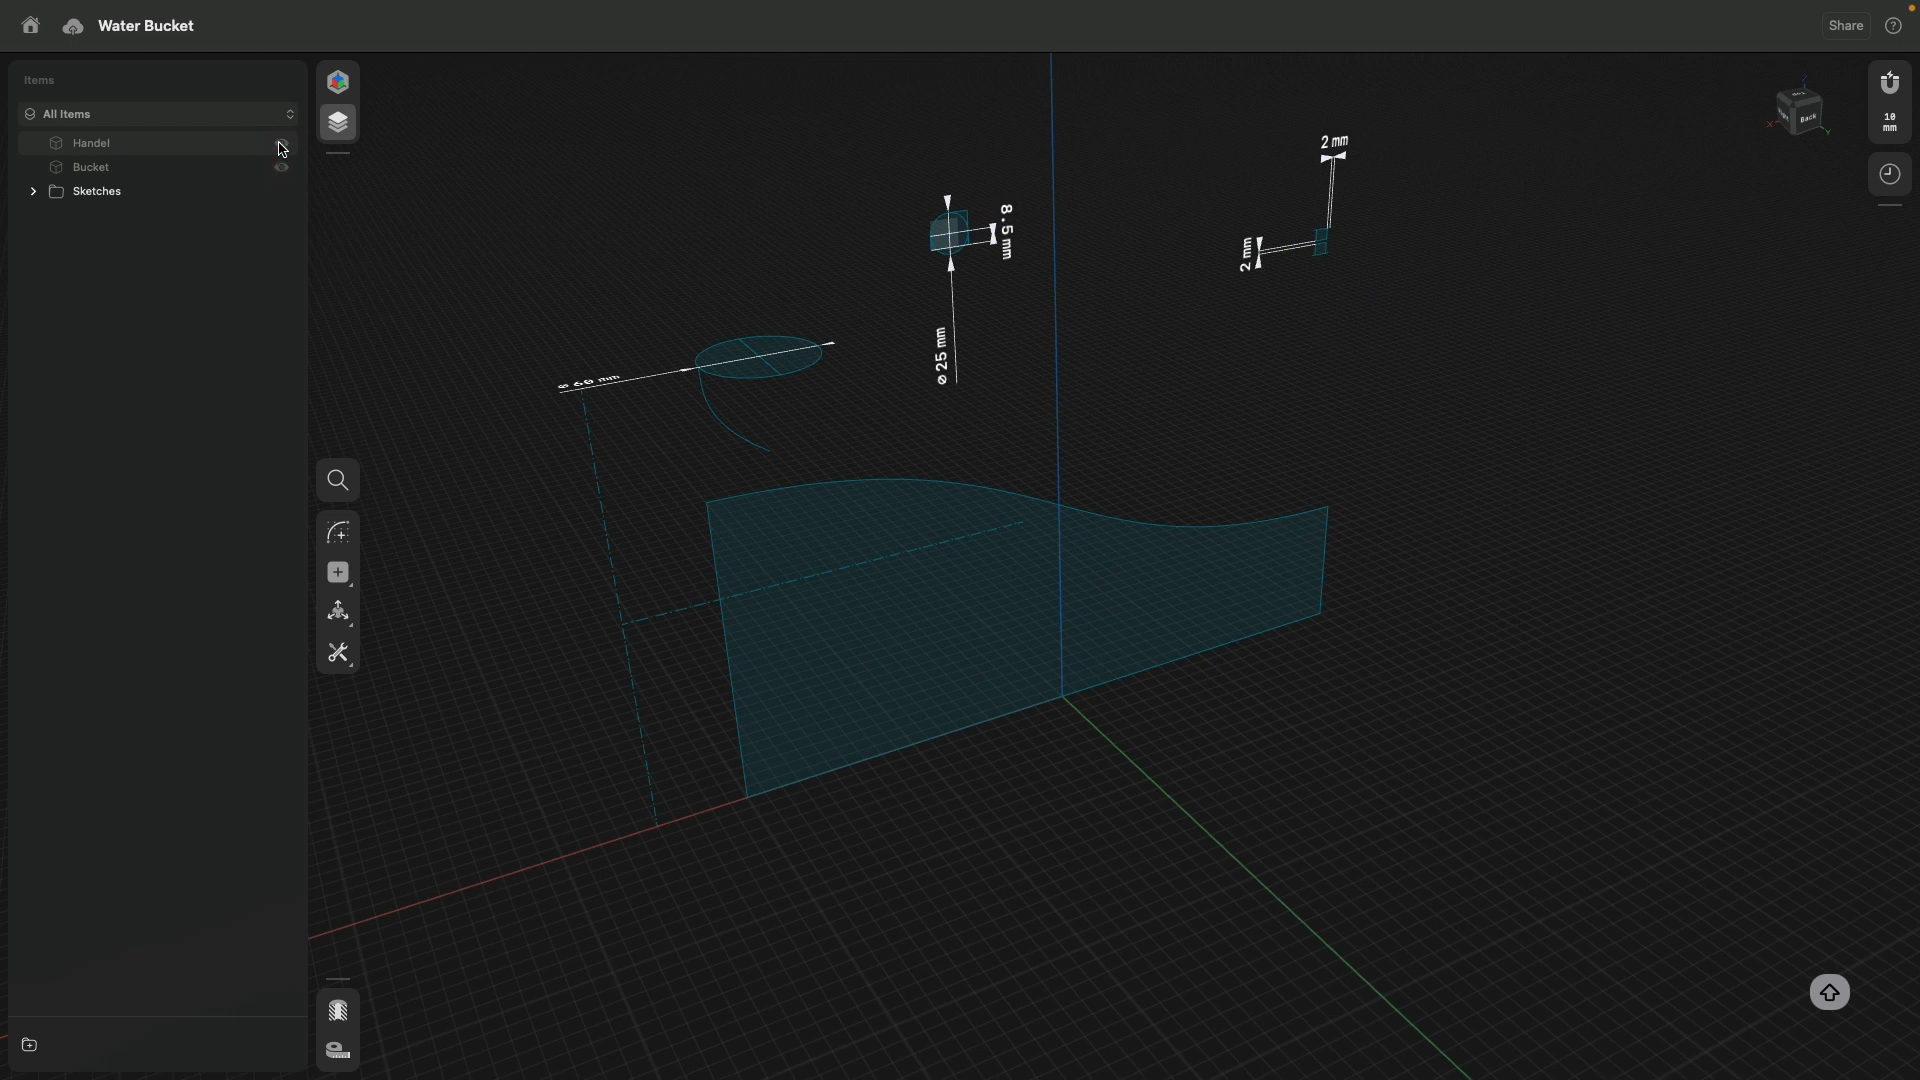 Water Bucket
Share
Items
All Items
Handel
Bucket
Sketches
10
mm
Back
X
Y
Z
2 mm
2 mm
8.5 mm
⌀25 mm